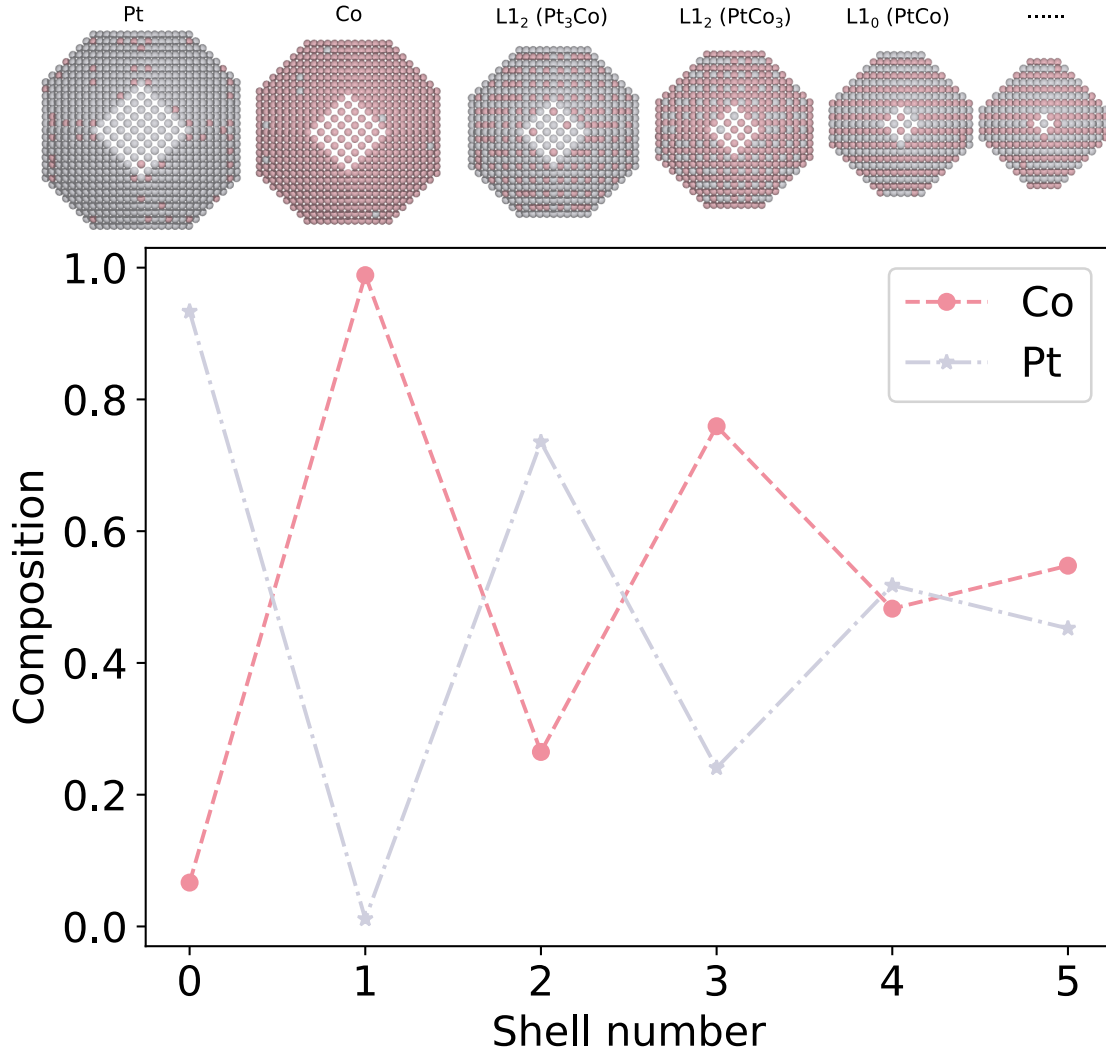 Pt
Co
L1₂ (Pt₃Co)
L1₂ (PtCo₃)
L1₀ (PtCo)
......
1.0
0.8
0.6
0.4
0.2
0.0
Composition
Co
Pt
0 1 2 3 4 5
Shell number